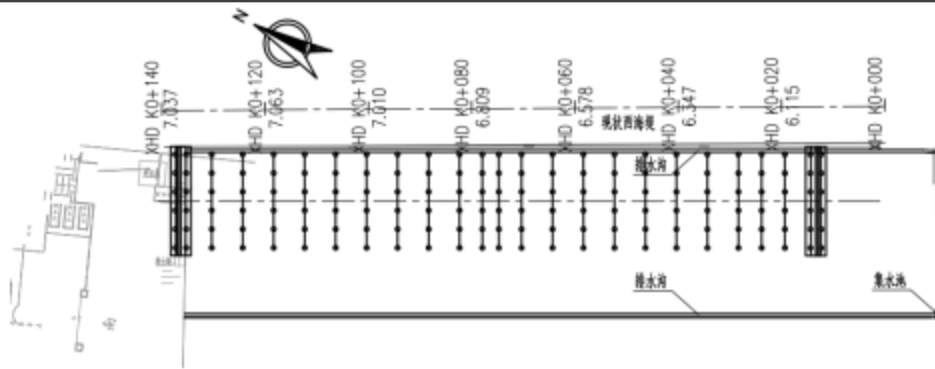 N
XHD K0+140
7.037
XHD K0+120
7.063
XHD K0+100
7.010
XHD K0+080
6.809
XHD K0+060
6.578
XHD K0+040
6.347
XHD K0+020
6.115
XHD K0+000
现状西海堤
排水沟
排水沟
集水池